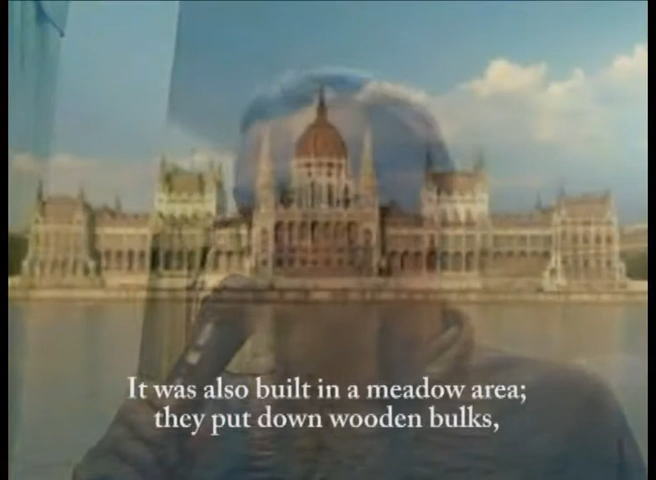 It was also built in a meadow area;
they put down wooden bulks,